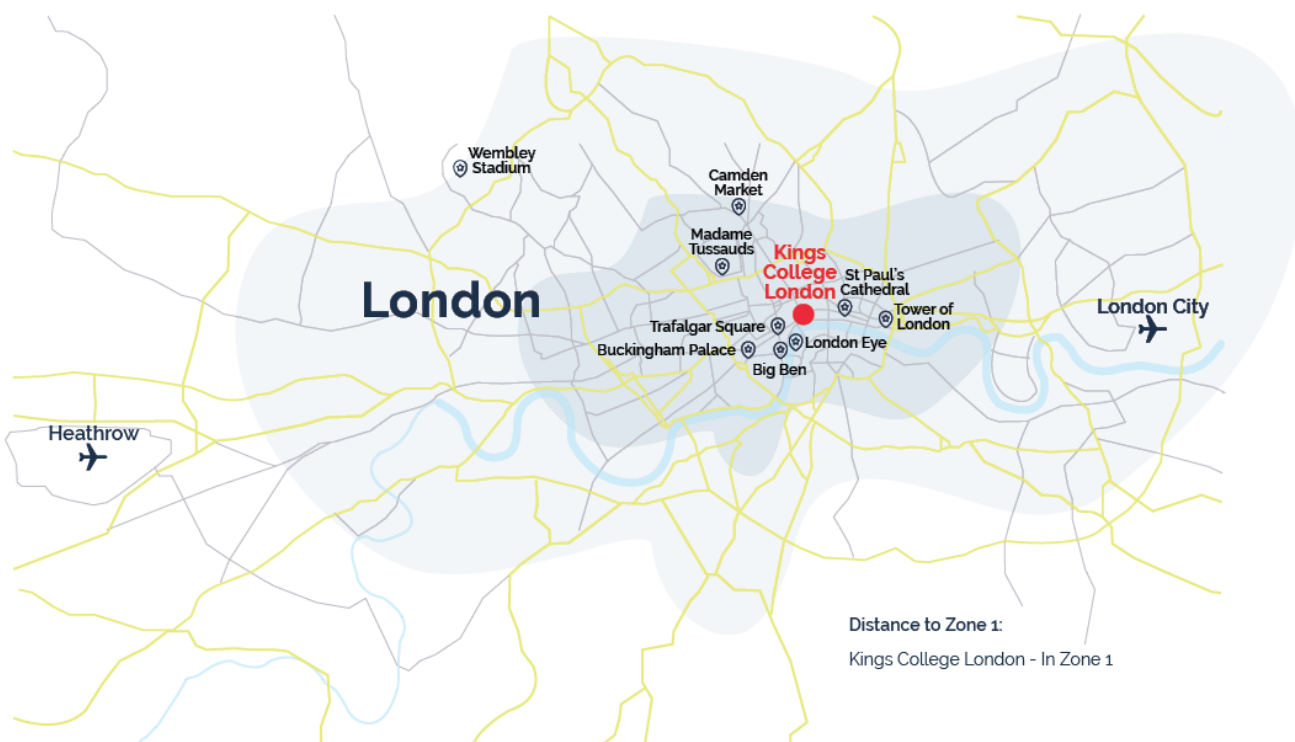 Wembley
Stadium
Camden
Market
Madame
Tussauds
Kings
College
London
St Paul's
Cathedral
London
London City
Tower of
London
Trafalgar Square
London Eye
Buckingham Palace
Big Ben
Heathrow
Distance to Zone 1:
Kings College London - In Zone 1